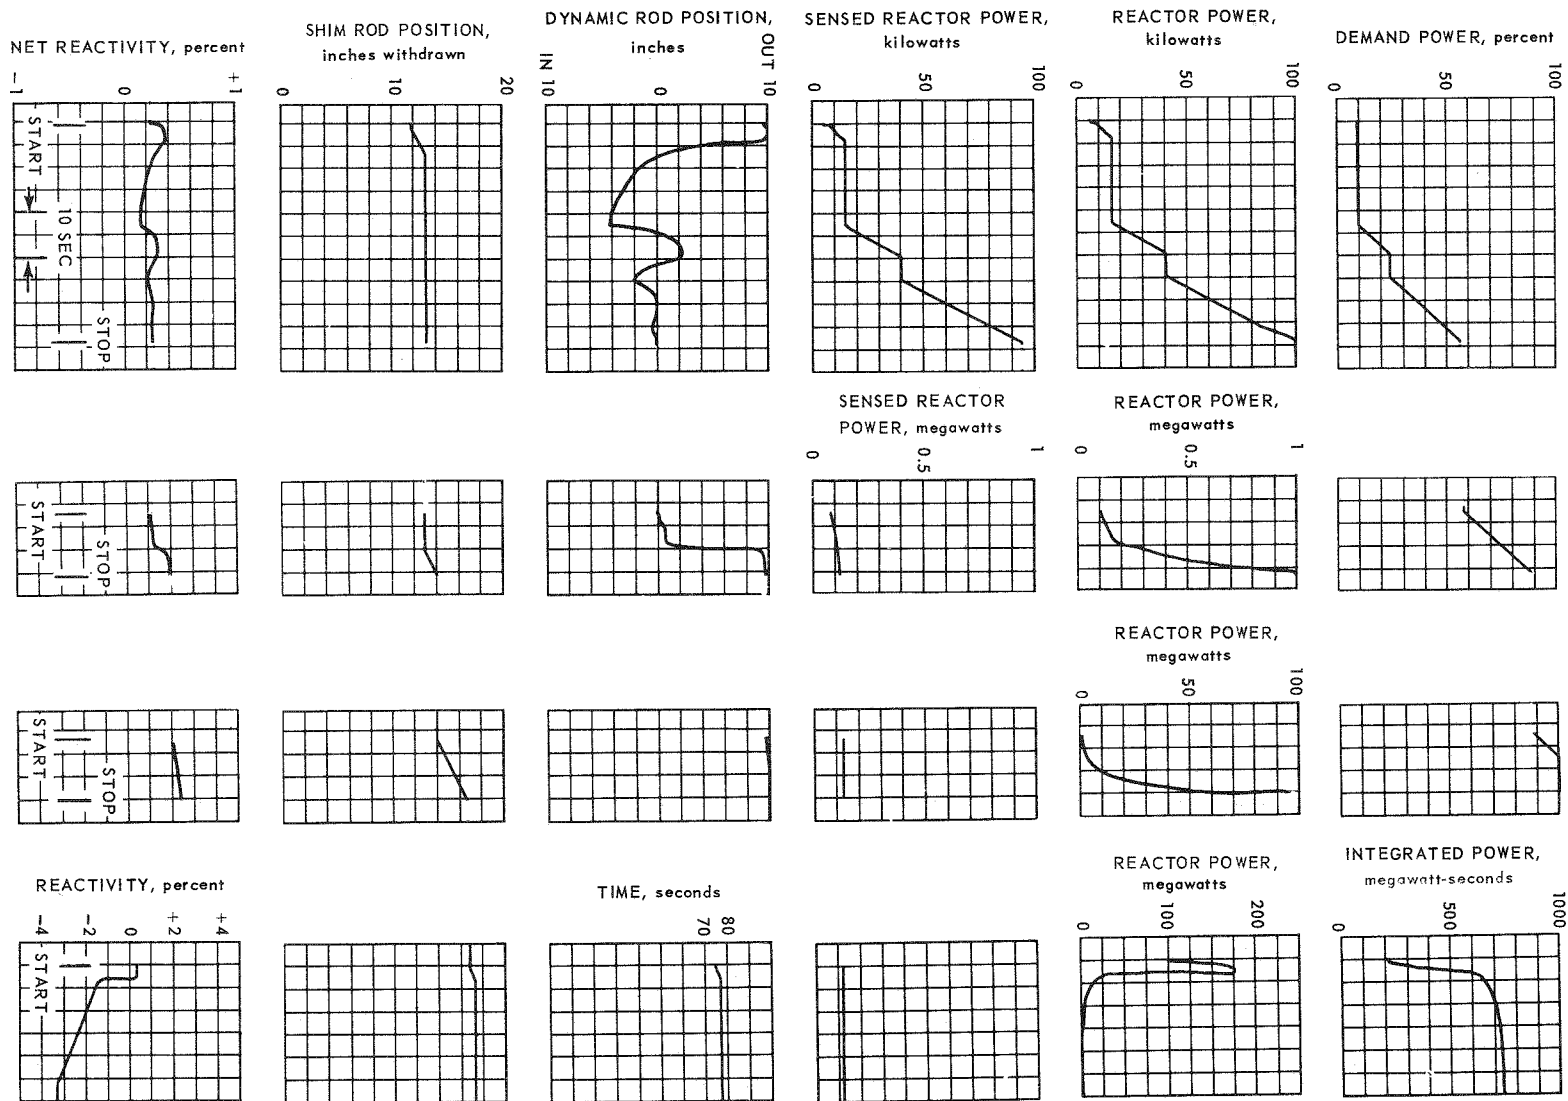 NET REACTIVITY, percent
– 1
0
+ 1
START
10 SEC
STOP
SHIM ROD POSITION,
inches withdrawn
0
10
20
DYNAMIC ROD POSITION,
inches
IN 10
0
OUT 10
SENSED REACTOR POWER,
kilowatts
0
50
100
REACTOR POWER,
kilowatts
0
50
100
DEMAND POWER, percent
0
50
100
START
STOP
SENSED REACTOR
POWER, megawatts
0
0.5
1
REACTOR POWER,
megawatts
0
0.5
1
START
STOP
REACTOR POWER,
megawatts
0
50
100
REACTIVITY, percent
–4
–2
0
+2
+4
START
TIME, seconds
70
80
REACTOR POWER,
megawatts
0
100
200
INTEGRATED POWER,
megawatt-seconds
0
500
1000